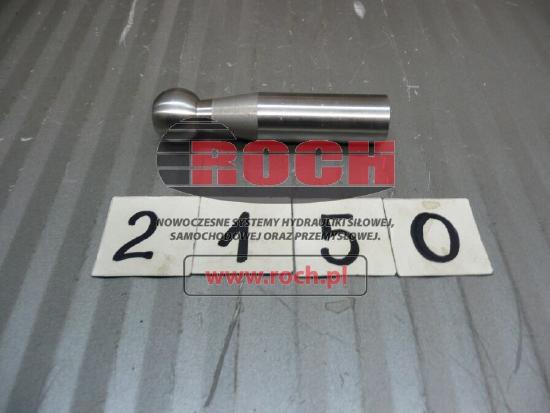 ROCH
NOWOCZESNE SYSTEMY HYDRAULIKI SIŁOWEJ,
SAMOCHODOWEJ ORAZ PRZEMYSŁOWEJ.
2150
www.roch.pl